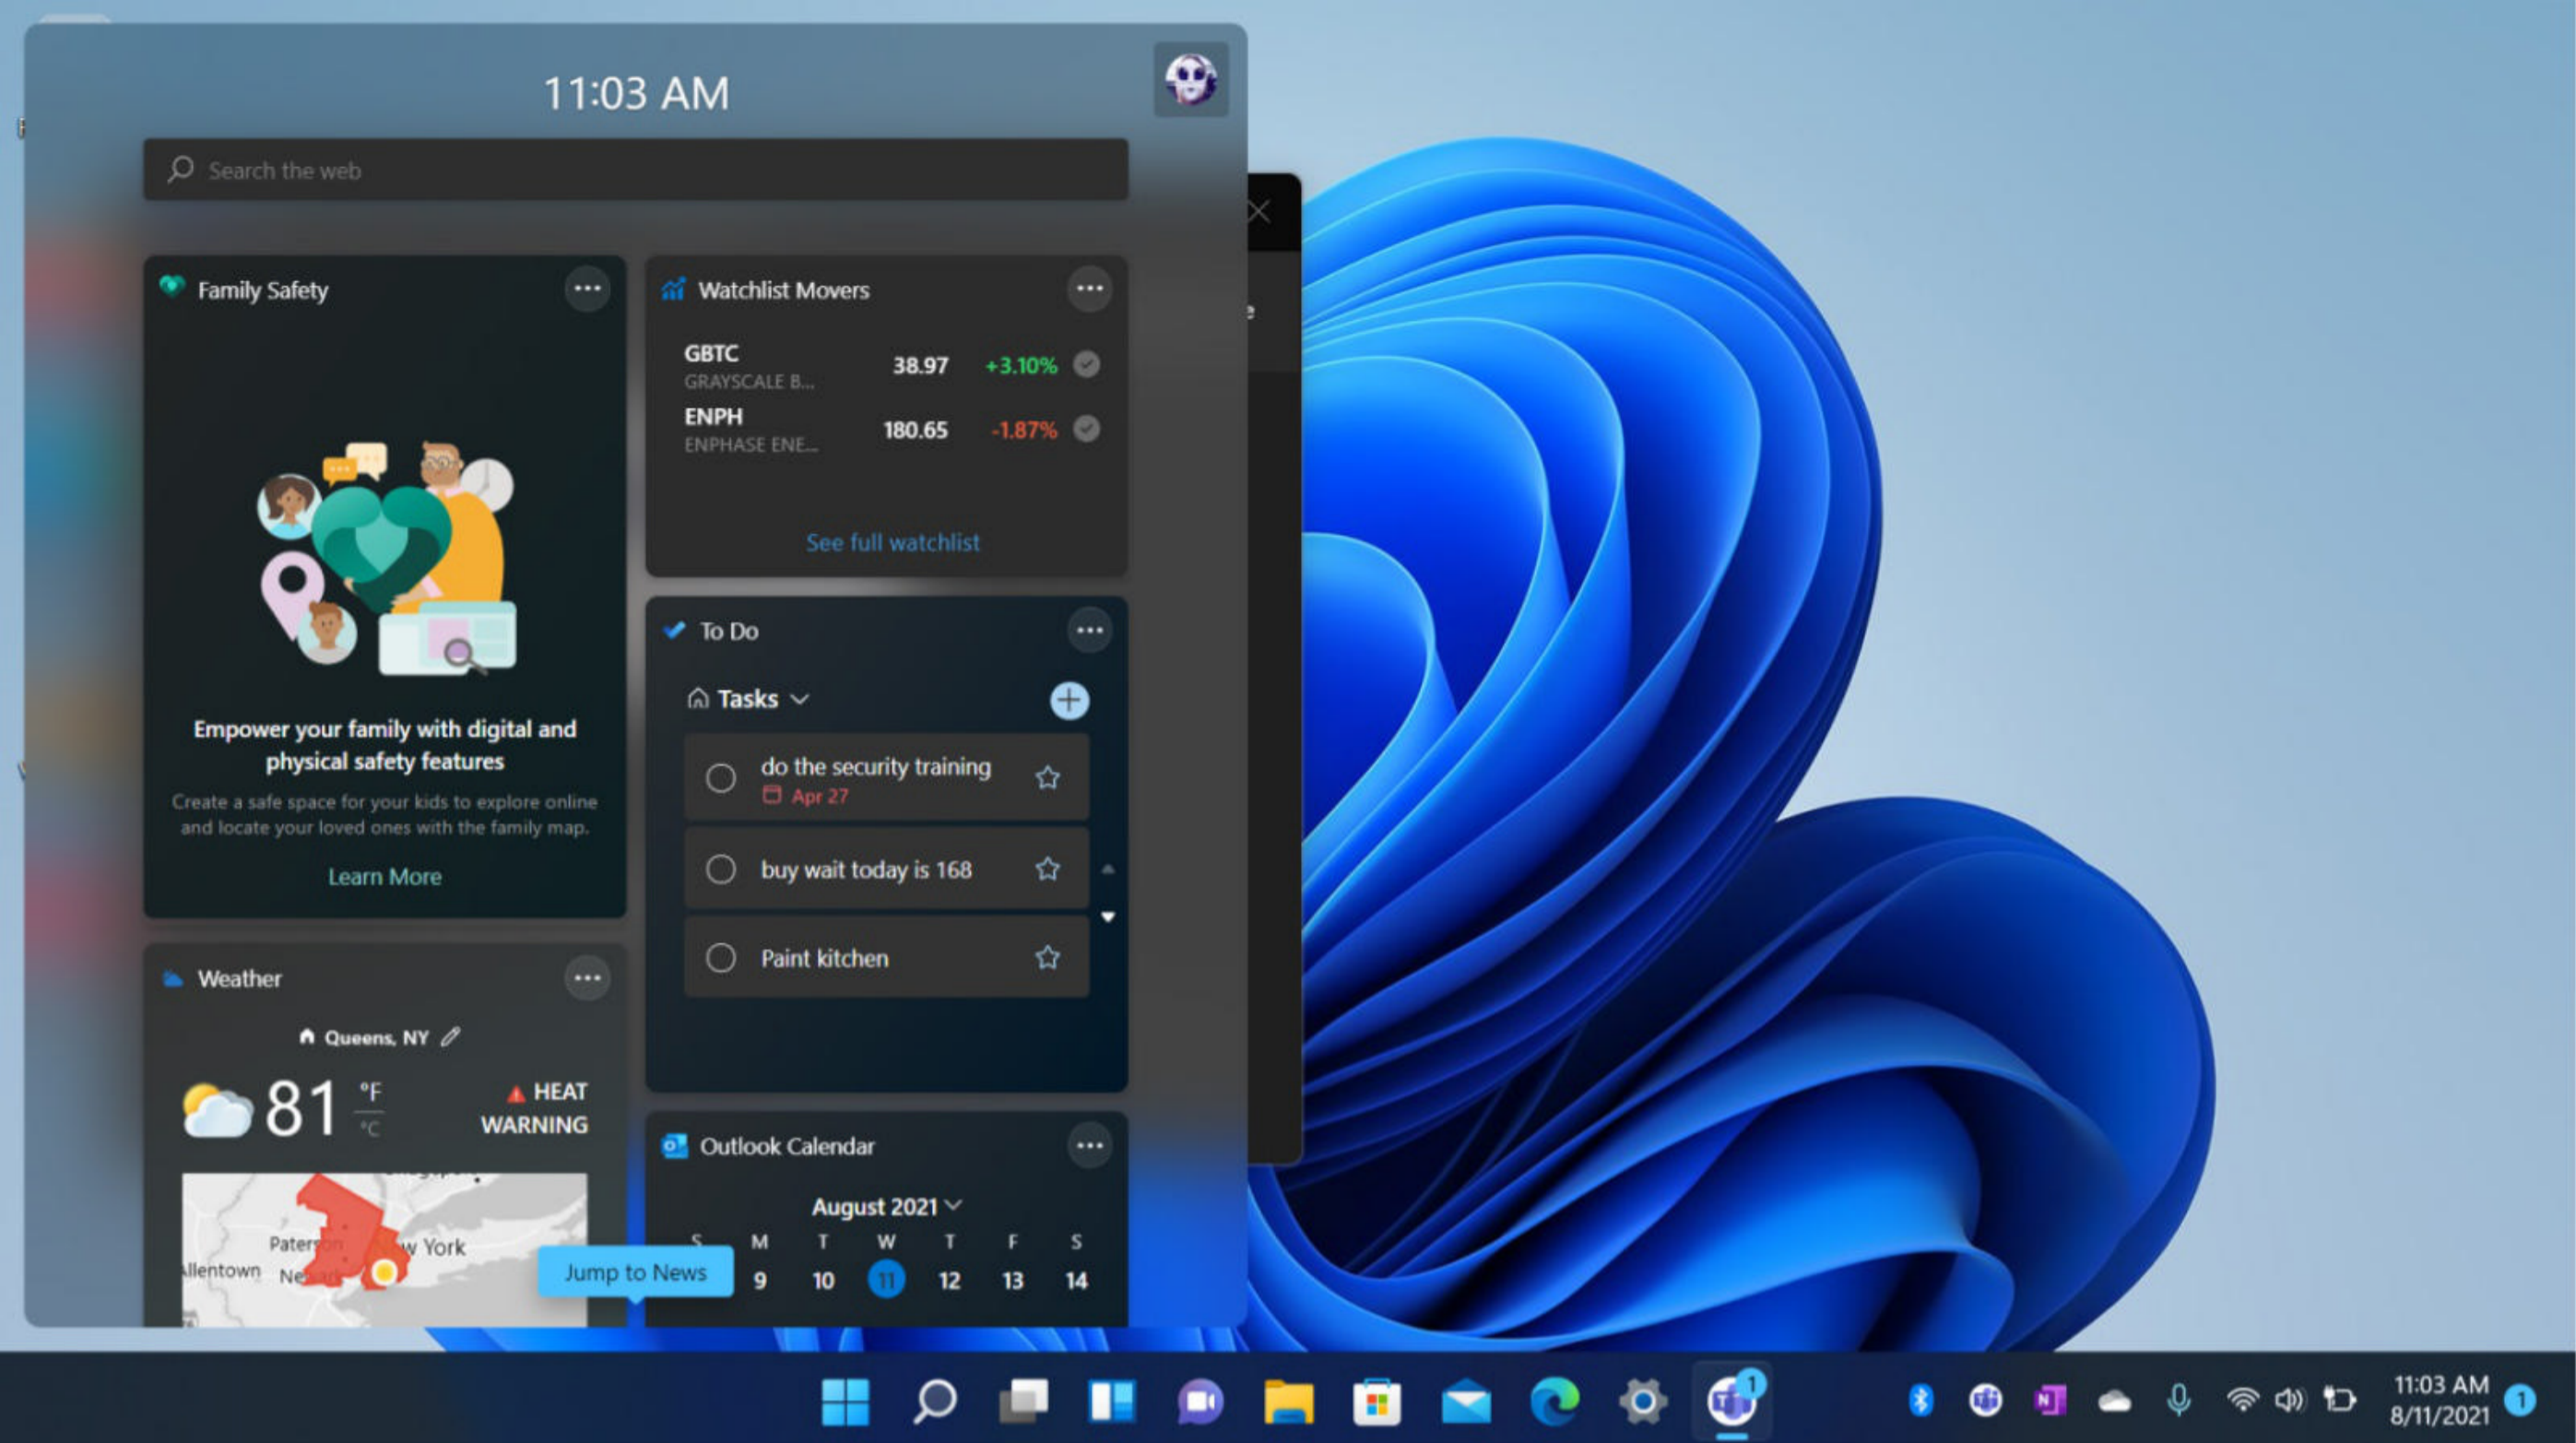 11:03 AM
Search the web
Family Safety
Empower your family with digital and
physical safety features
Create a safe space for your kids to explore online
and locate your loved ones with the family map.
Learn More
Watchlist Movers
GBTC 38.97 +3.10%
GRAYSCALE B...
ENPH 180.65 -1.87%
ENPHASE ENE...
See full watchlist
To Do
Tasks
do the security training
Apr 27
buy wait today is 168
Paint kitchen
Weather
Queens, NY
81 °F
°C
HEAT
WARNING
w York
llentown
Jump to News
Outlook Calendar
August 2021
S M T W T F S
9 10 11 12 13 14
1
11:03 AM
8/11/2021
1